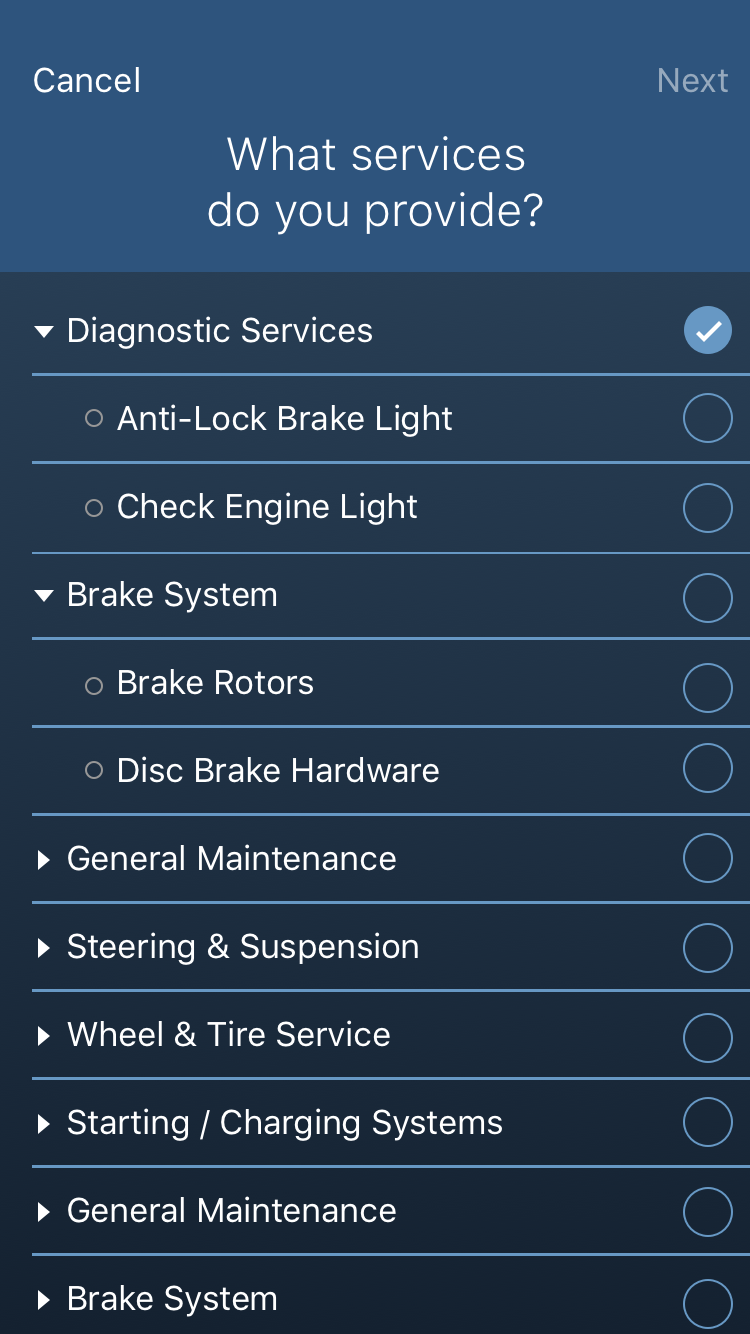 Cancel
Next
What services
do you provide?
Diagnostic Services
Anti-Lock Brake Light
Check Engine Light
Brake System
Brake Rotors
Disc Brake Hardware
General Maintenance
Steering & Suspension
Wheel & Tire Service
Starting / Charging Systems
General Maintenance
Brake System